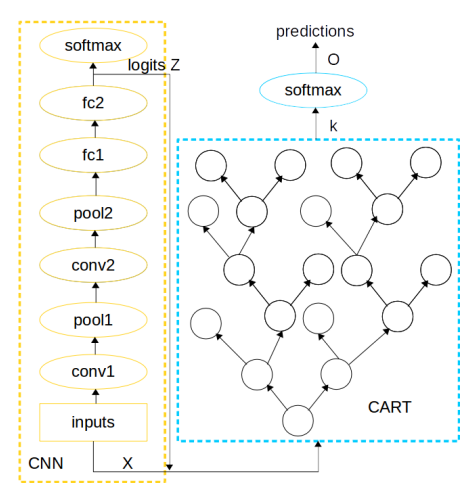 softmax
logits Z
fc2
fc1
pool2
conv2
pool1
conv1
inputs
CNN
X
predictions
O
softmax
k
CART